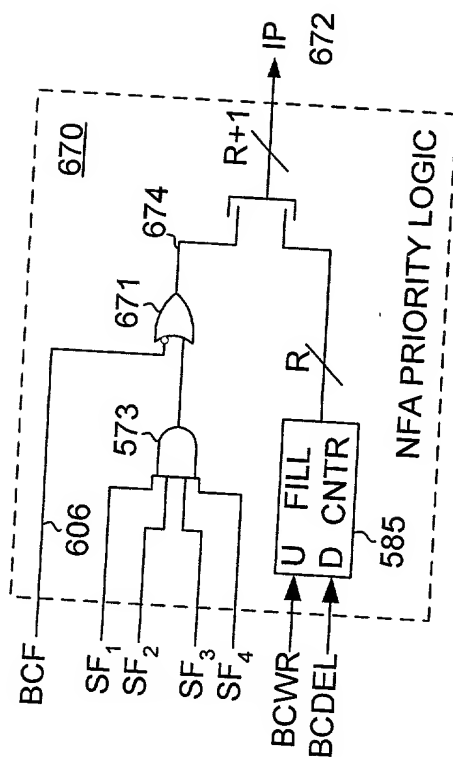 670
BCF
606
SF1
SF2
SF3
SF4
573
671
674
R+1
IP
672
BCWR
BCDEL
U FILL
D CNTR
585
R
NFA PRIORITY LOGIC